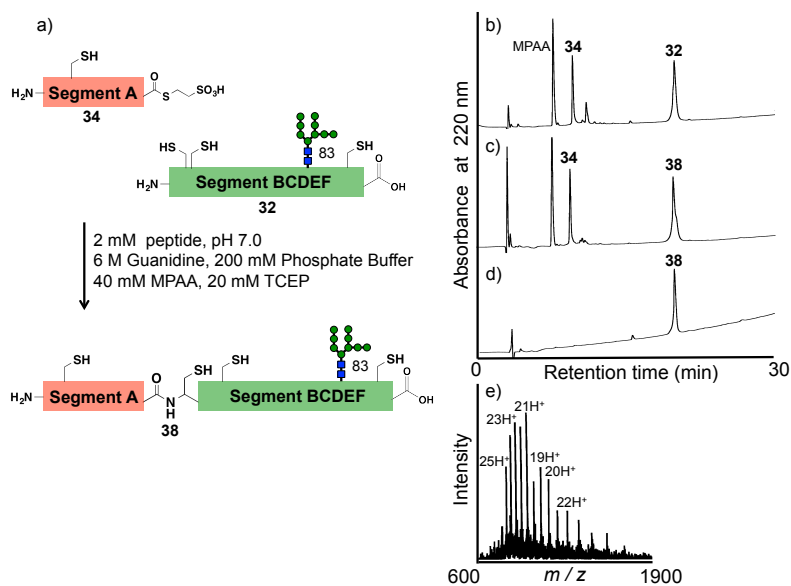 a)
SH
H₂N
Segment A
O
S
SO₃H
34
HS
SH
83
SH
O
OH
H₂N
Segment BCDEF
32
2 mM peptide, pH 7.0
6 M Guanidine, 200 mM Phosphate Buffer
40 mM MPAA, 20 mM TCEP
SH
O
SH
SH
83
SH
O
OH
H₂N
Segment A
N
H
Segment BCDEF
38
b)
MPAA
34
32
c)
34
38
d)
38
Absorbance at 220 nm
0
Retention time (min)
30
e)
21H⁺
23H⁺
25H⁺
19H⁺
20H⁺
22H⁺
Intensity
600
m / z
1900